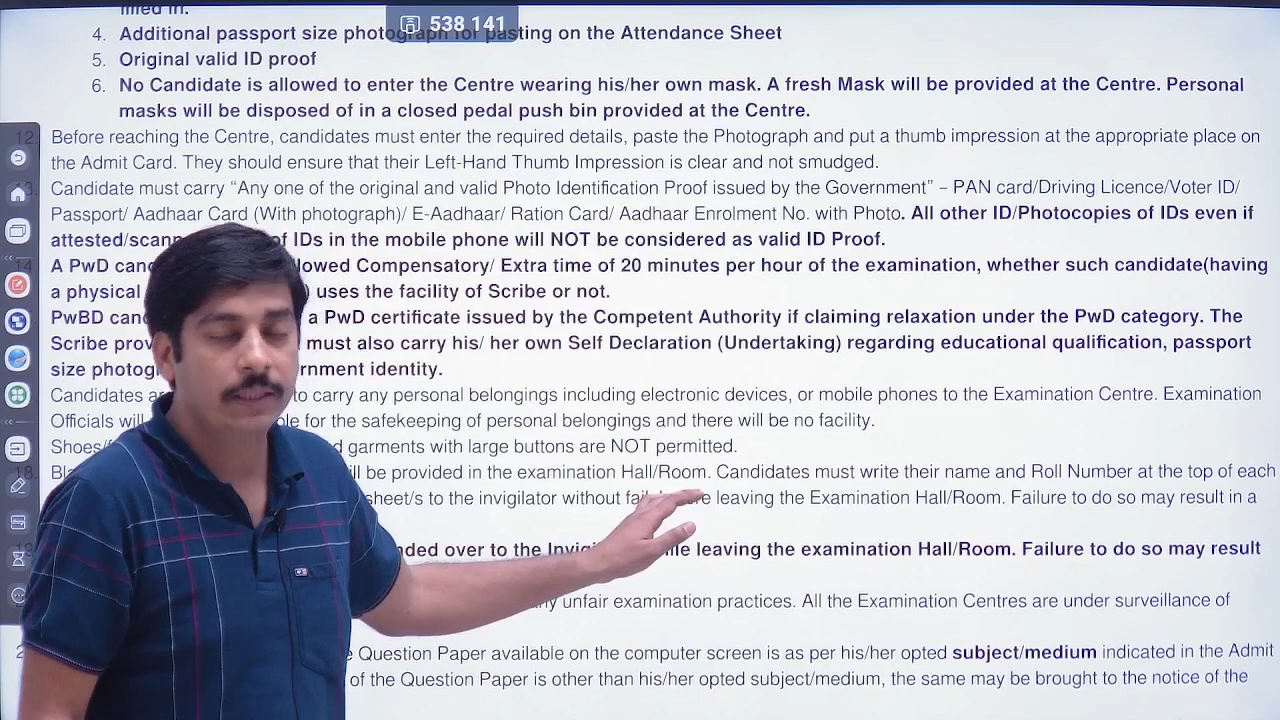 filled in.
538 141
4. Additional passport size photograph for pasting on the Attendance Sheet
5. Original valid ID proof
6. No Candidate is allowed to enter the Centre wearing his/her own mask. A fresh Mask will be provided at the Centre. Personal
masks will be disposed of in a closed pedal push bin provided at the Centre.
12. Before reaching the Centre, candidates must enter the required details, paste the Photograph and put a thumb impression at the appropriate place on
the Admit Card. They should ensure that their Left-Hand Thumb Impression is clear and not smudged.
13 Candidate must carry “Any one of the original and valid Photo Identification Proof issued by the Government” – PAN card/Driving Licence/Voter ID/
Passport/ Aadhaar Card (With photograph)/ E-Aadhaar/ Ration Card/ Aadhaar Enrolment No. with Photo. All other ID/Photocopies of IDs even if
attested/scann of IDs in the mobile phone will NOT be considered as valid ID Proof.
14 A PwD cand lowed Compensatory/ Extra time of 20 minutes per hour of the examination, whether such candidate(having
a physical ) uses the facility of Scribe or not.
PwBD cand a PwD certificate issued by the Competent Authority if claiming relaxation under the PwD category. The
Scribe prov must also carry his/ her own Self Declaration (Undertaking) regarding educational qualification, passport
size photog rnment identity.
Candidates ar to carry any personal belongings including electronic devices, or mobile phones to the Examination Centre. Examination
Officials will ble for the safekeeping of personal belongings and there will be no facility.
Shoes/f d garments with large buttons are NOT permitted.
18. Bla ill be provided in the examination Hall/Room. Candidates must write their name and Roll Number at the top of each
sheet/s to the invigilator without fail leaving the Examination Hall/Room. Failure to do so may result in a
19 nded over to the Invigi ile leaving the examination Hall/Room. Failure to do so may result
ny unfair examination practices. All the Examination Centres are under surveillance of
2 e Question Paper available on the computer screen is as per his/her opted subject/medium indicated in the Admit
of the Question Paper is other than his/her opted subject/medium, the same may be brought to the notice of the